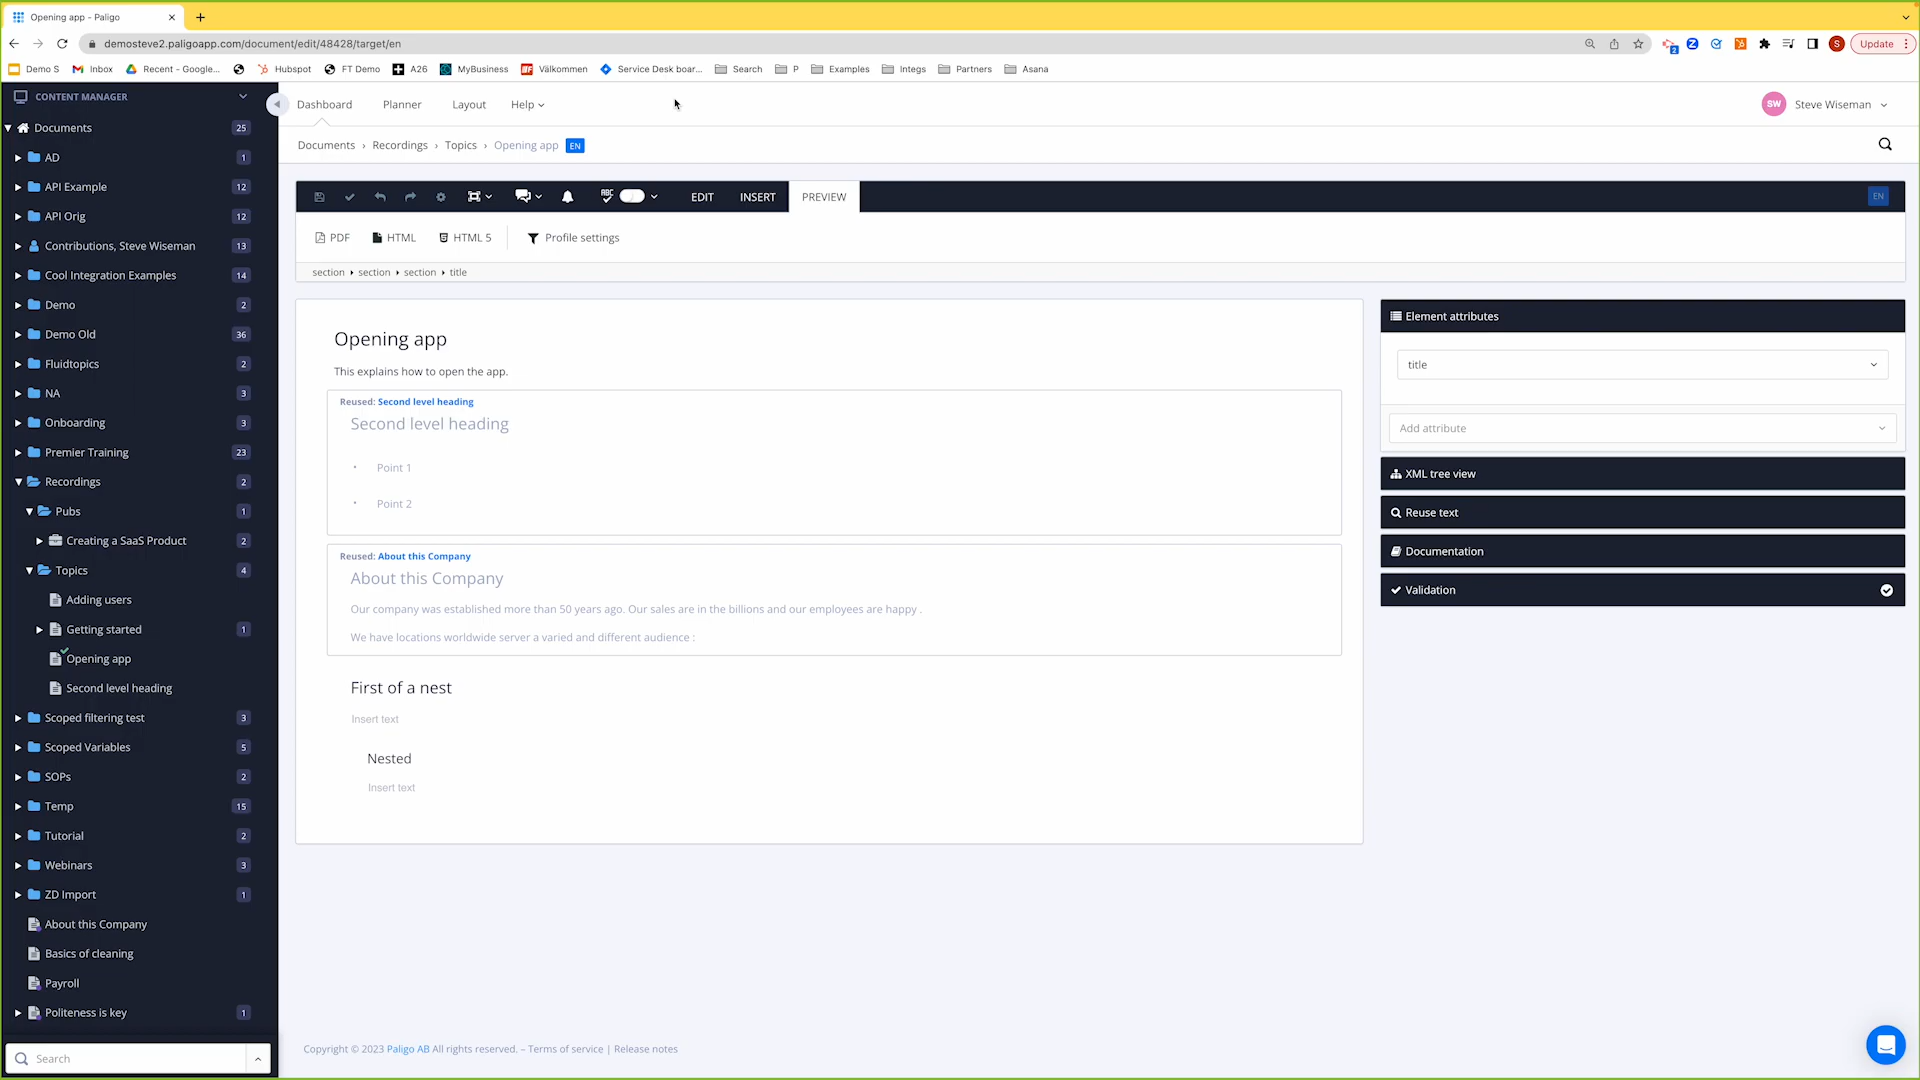 Opening app - Paligo
demosteve2.paligoapp.com/document/edit/48428/target/en
2
S
Update
Demo S
Inbox
Recent - Google...
Hubspot
FT Demo
A26
MyBusiness
Välkommen
Service Desk boar...
Search
P
Examples
Integs
Partners
Asana
CONTENT MANAGER
Documents 25
AD 1
API Example 12
API Orig 12
Contributions, Steve Wiseman 13
Cool Integration Examples 14
Demo 2
Demo Old 36
Fluidtopics 2
NA 3
Onboarding 3
Premier Training 23
Recordings 2
Pubs 1
Creating a SaaS Product 2
Topics 4
Adding users
Getting started 1
Opening app
Second level heading
Scoped filtering test 3
Scoped Variables 5
SOPs 2
Temp 15
Tutorial 2
Webinars 3
ZD Import 1
About this Company
Basics of cleaning
Payroll
Politeness is key 1
Search
Dashboard
Planner
Layout
Help
SW Steve Wiseman
Documents › Recordings › Topics › Opening app EN
ABC
EDIT
INSERT
PREVIEW
EN
PDF
HTML
HTML 5
Profile settings
section section section title
Opening app
This explains how to open the app.
Reused: Second level heading
Second level heading
Point 1
Point 2
Reused: About this Company
About this Company
Our company was established more than 50 years ago. Our sales are in the billions and our employees are happy .
We have locations worldwide server a varied and different audience :
First of a nest
Insert text
Nested
Insert text
Element attributes
title
Add attribute
XML tree view
Reuse text
Documentation
Validation
Copyright © 2023 Paligo AB All rights reserved. – Terms of service | Release notes